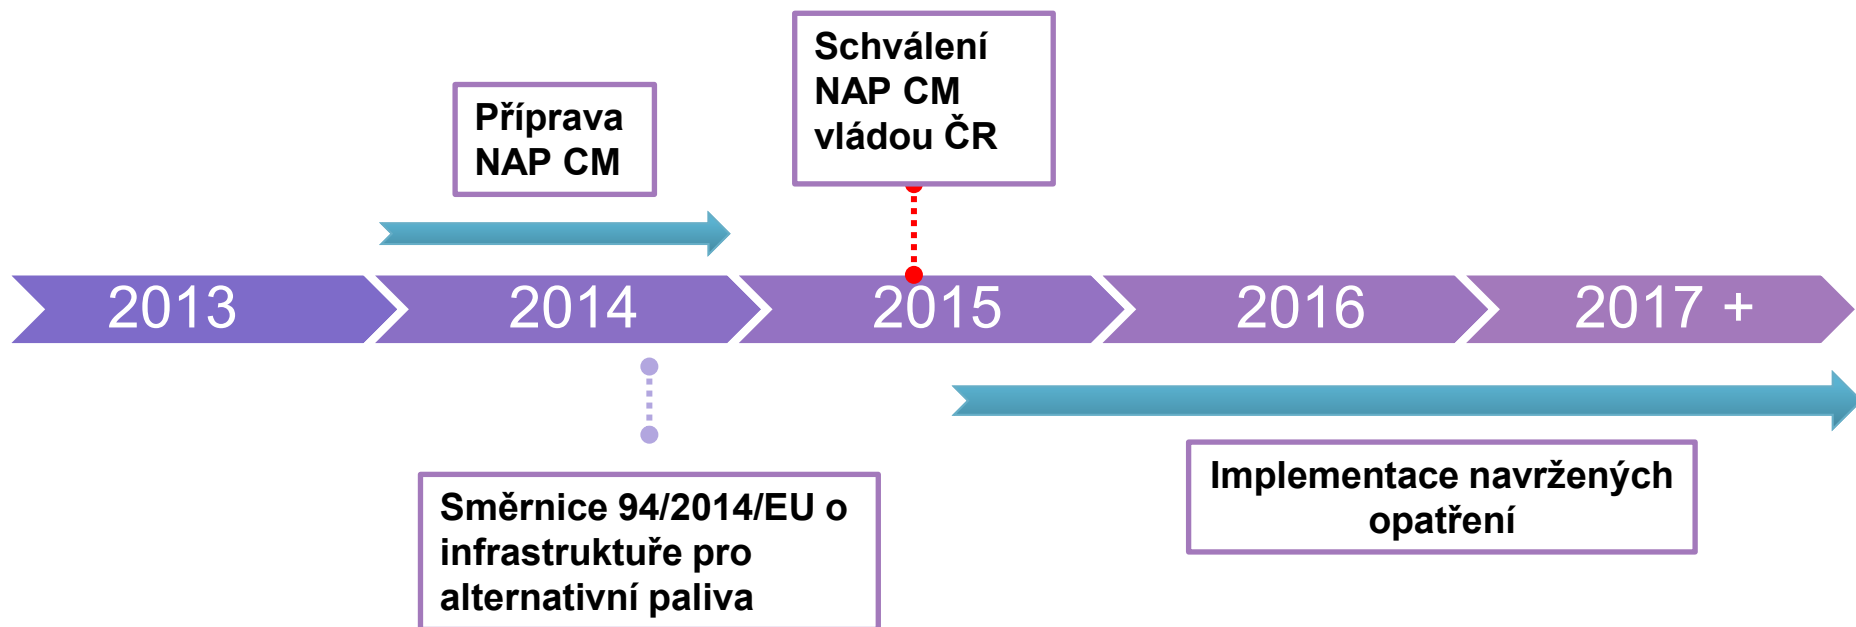 Schválení
NAP CM
vládou ČR
Příprava
NAP CM
2013
2014
2015
2016
2017 +
Směrnice 94/2014/EU o
infrastruktuře pro
alternativní paliva
Implementace navržených
opatření